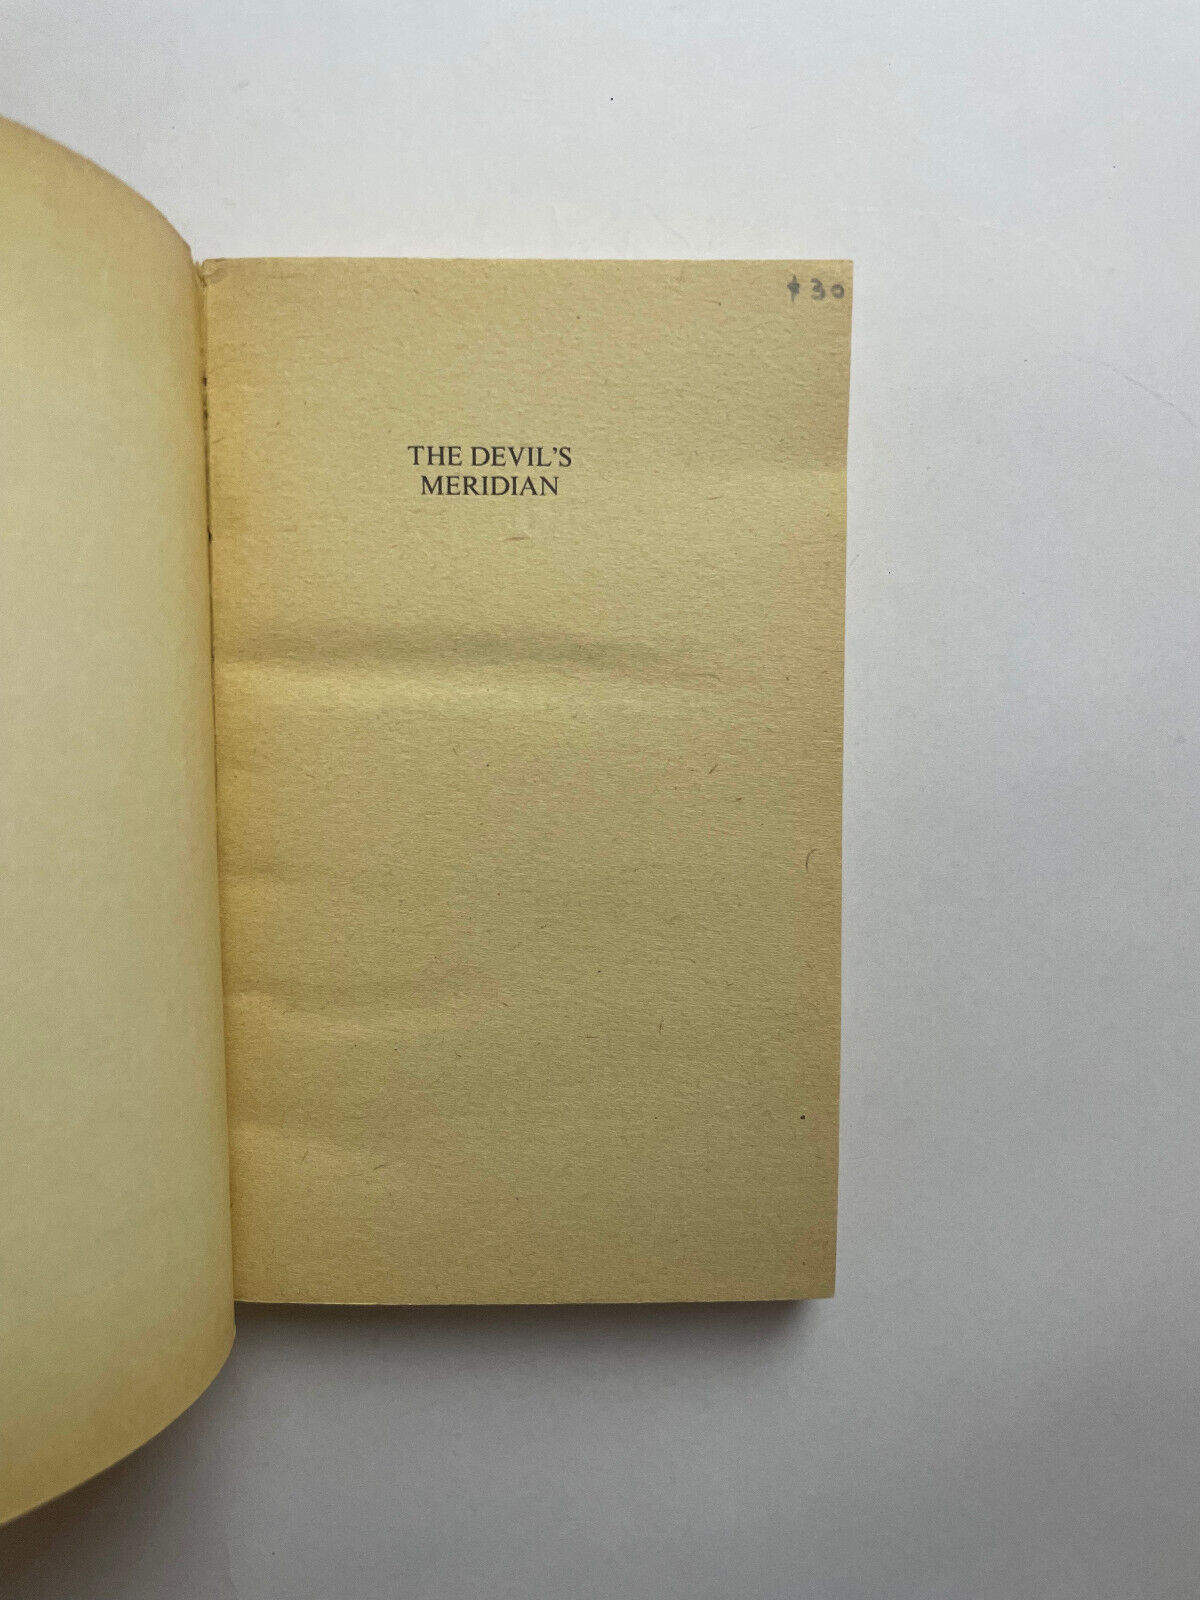 $30
THE DEVIL'S
MERIDIAN